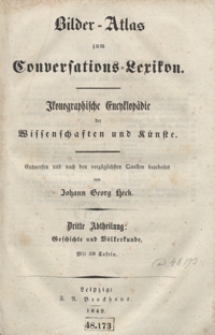 Bilder-Atlas
zum
Conversations-Lexikon.
Ikonographische Encyklopädie
der
Wissenschaften und Künste.
Entworfen und nach den vorzüglichsten Quellen bearbeitet
von
Johann Georg Heck.
Dritte Abtheilung:
Geschichte und Völkerkunde.
Mit 39 Tafeln.
Leipzig:
F. A. Brockhaus.
1849.
48.173